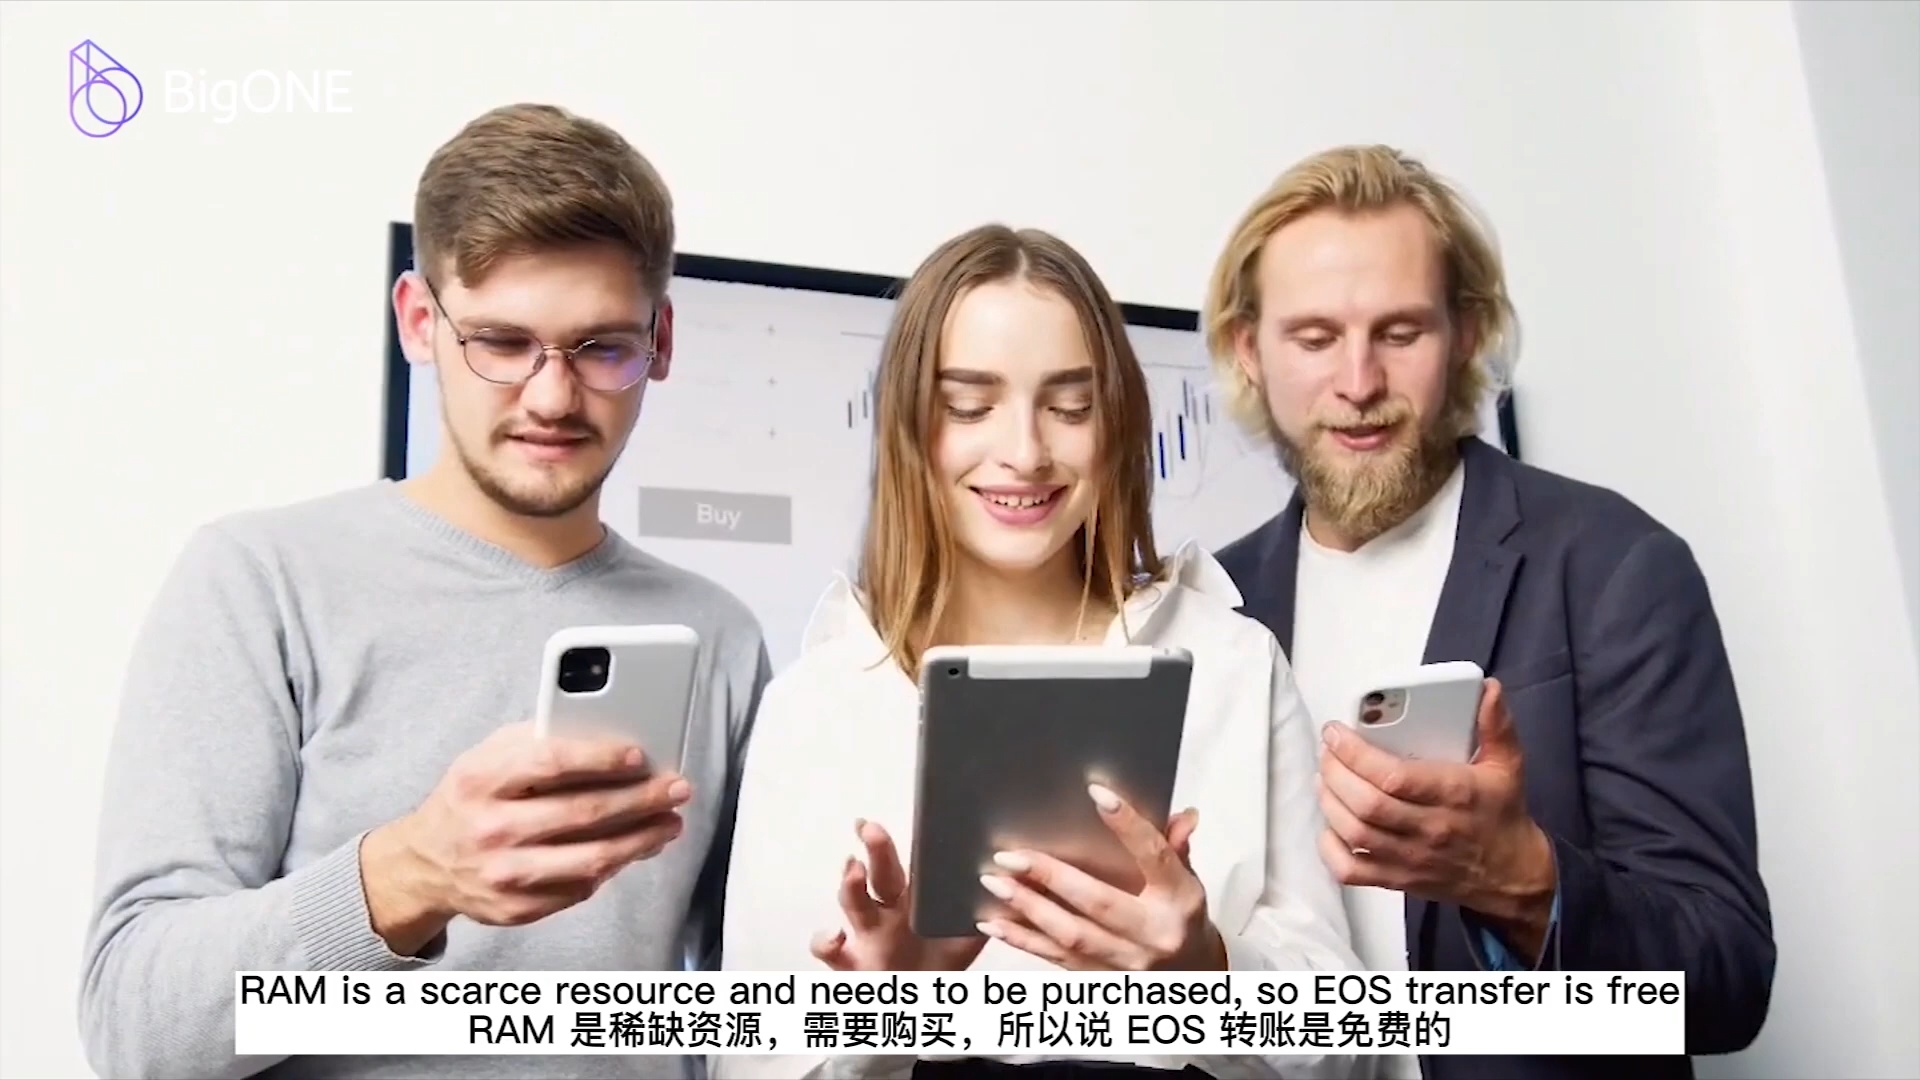 BigONE
Buy
RAM is a scarce resource and needs to be purchased, so EOS transfer is free
RAM 是稀缺资源，需要购买，所以说 EOS 转账是免费的